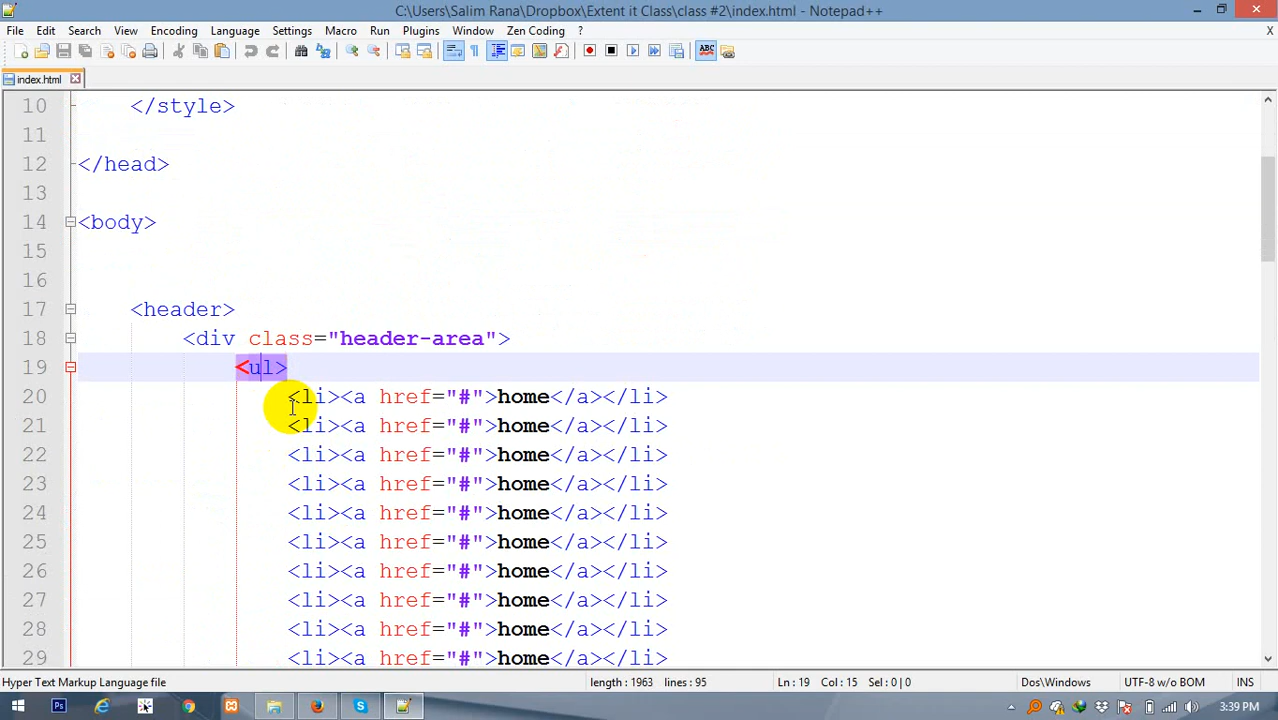 C:\Users\Salim Rana\Dropbox\Extent it Class\class #2\index.html - Notepad++
File Edit Search View Encoding Language Settings Macro Run Plugins Window Zen Coding ? X
ABC
index.html
10 </style>
11
12 </head>
13
14 <body>
15
16
17 <header>
18 <div class="header-area">
19 <ul>
20 <li><a href="#">home</a></li>
21 <li><a href="#">home</a></li>
22 <li><a href="#">home</a></li>
23 <li><a href="#">home</a></li>
24 <li><a href="#">home</a></li>
25 <li><a href="#">home</a></li>
26 <li><a href="#">home</a></li>
27 <li><a href="#">home</a></li>
28 <li><a href="#">home</a></li>
29 <li><a href="#">home</a></li>
Hyper Text Markup Language file length : 1963 lines : 95 Ln : 19 Col : 15 Sel : 0 | 0 Dos\Windows UTF-8 w/o BOM INS
Ps 3:39 PM